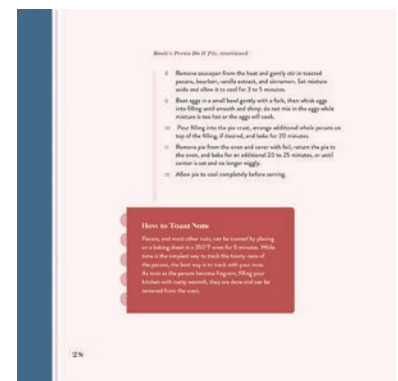 Pecan Do It Pie, continued
8 Remove saucepan from the heat and gently stir in toasted
pecans, bourbon, vanilla extract, and cinnamon. Set mixture
aside and allow it to cool for 3 to 5 minutes.
9 Beat eggs in a small bowl gently with a fork, then whisk eggs
into filling until smooth and shiny; do not mix in the eggs while
mixture is too hot or the eggs will cook.
10 Pour filling into the pie crust, arrange additional whole pecans on
top of the filling, if desired, and bake for 20 minutes.
11 Remove pie from the oven and cover with foil, return the pie to
the oven, and bake for an additional 20 to 25 minutes, or until
center is set and no longer wiggly.
12 Allow pie to cool completely before serving.
How to Toast Nuts
Pecans, and most other nuts, can be toasted by placing
on a baking sheet in a 350°F oven for 5 minutes. While
time is the simplest way to track the toasty-ness of
the pecans, the best way is to track with your nose.
As soon as the pecans become fragrant, filling your
kitchen with nutty warmth, they are done and can be
removed from the oven.
28